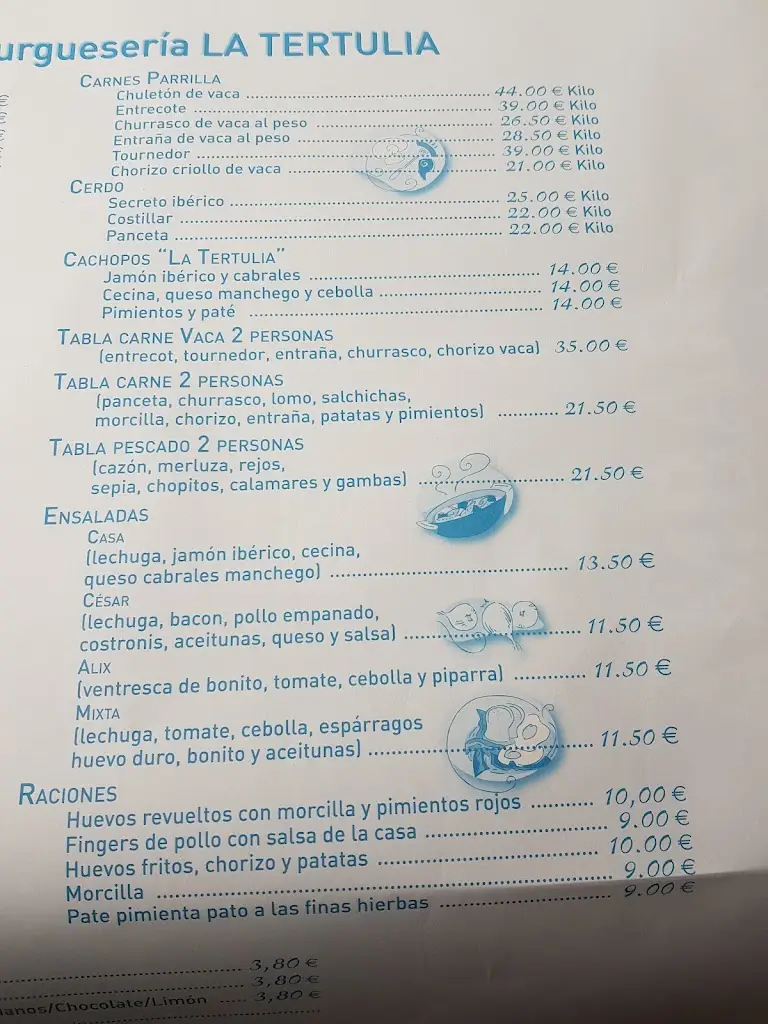 urguesería LA TERTULIA
CARNES PARRILLA
Chuletón de vaca ........ 44.00 € Kilo
Entrecote ........ 39.00 € Kilo
Churrasco de vaca al peso ........ 26.50 € Kilo
Entraña de vaca al peso ........ 28.50 € Kilo
Tournedor ........ 39.00 € Kilo
Chorizo criollo de vaca ........ 21.00 € Kilo
CERDO
Secreto ibérico ........ 25.00 € Kilo
Costillar ........ 22.00 € Kilo
Panceta ........ 22.00 € Kilo
CACHOPOS "LA TERTULIA"
Jamón ibérico y cabrales ........ 14.00 €
Cecina, queso manchego y cebolla ........ 14.00 €
Pimientos y paté ........ 14.00 €
TABLA CARNE VACA 2 PERSONAS
(entrecot, tournedor, entraña, churrasco, chorizo vaca) 35.00 €
TABLA CARNE 2 PERSONAS
(panceta, churrasco, lomo, salchichas,
morcilla, chorizo, entraña, patatas y pimientos) ........ 21.50 €
TABLA PESCADO 2 PERSONAS
(cazón, merluza, rejos,
sepia, chopitos, calamares y gambas) ........ 21.50 €
ENSALADAS
CASA
(lechuga, jamón ibérico, cecina,
queso cabrales manchego) ........ 13.50 €
CÉSAR
(lechuga, bacon, pollo empanado,
costronis, aceitunas, queso y salsa) ........ 11.50 €
ALIX
(ventresca de bonito, tomate, cebolla y piparra) ........ 11.50 €
MIXTA
(lechuga, tomate, cebolla, espárragos
huevo duro, bonito y aceitunas) ........ 11.50 €
RACIONES
Huevos revueltos con morcilla y pimientos rojos ........ 10,00 €
Fingers de pollo con salsa de la casa ........ 9.00 €
Huevos fritos, chorizo y patatas ........ 10.00 €
Morcilla ........ 9.00 €
Pate pimienta pato a las finas hierbas ........ 9.00 €
........ 3,80 €
........ 3,80 €
anos/Chocolate/Limón ........ 3,80 €